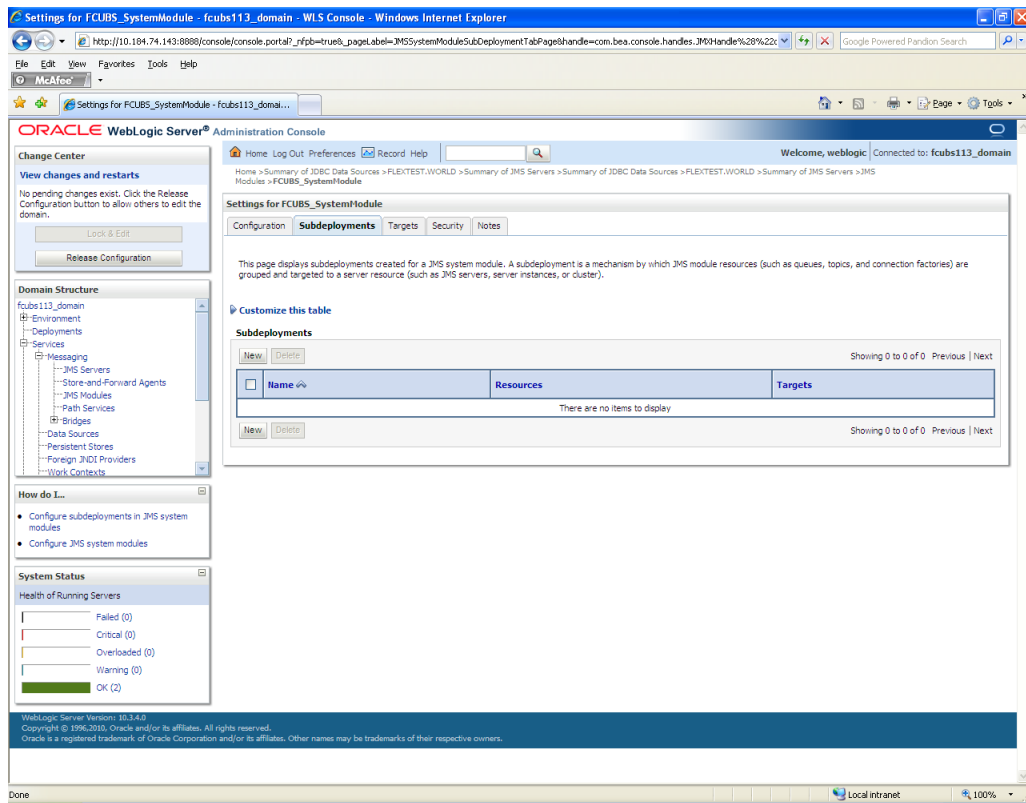 Settings for FCUBS_SystemModule - fcubs113_domain - WLS Console - Windows Internet Explorer
http://10.184.74.143:8888/console/console.portal?_nfpb=true&_pageLabel=JMSSystemModuleSubDeploymentTabPage&handle=com.bea.console.handles.JMXHandle%28%22c
Google Powered Pandion Search
File Edit View Favorites Tools Help
McAfee
Settings for FCUBS_SystemModule - fcubs113_domai...
Page Tools
ORACLE WebLogic Server® Administration Console
Change Center
View changes and restarts
No pending changes exist. Click the Release
Configuration button to allow others to edit the
domain.
Lock & Edit
Release Configuration
Domain Structure
fcubs113_domain
Environment
Deployments
Services
Messaging
JMS Servers
Store-and-Forward Agents
JMS Modules
Path Services
Bridges
Data Sources
Persistent Stores
Foreign JNDI Providers
Work Contexts
How do I...
Configure subdeployments in JMS system
modules
Configure JMS system modules
System Status
Health of Running Servers
Failed (0)
Critical (0)
Overloaded (0)
Warning (0)
OK (2)
Home Log Out Preferences Record Help
Welcome, weblogic Connected to: fcubs113_domain
Home >Summary of JDBC Data Sources >FLEXTEST.WORLD >Summary of JMS Servers >Summary of JDBC Data Sources >FLEXTEST.WORLD >Summary of JMS Servers >JMS
Modules >FCUBS_SystemModule
Settings for FCUBS_SystemModule
Configuration Subdeployments Targets Security Notes
This page displays subdeployments created for a JMS system module. A subdeployment is a mechanism by which JMS module resources (such as queues, topics, and connection factories) are
grouped and targeted to a server resource (such as JMS servers, server instances, or cluster).
Customize this table
Subdeployments
New Delete Showing 0 to 0 of 0 Previous | Next
Name Resources Targets
There are no items to display
New Delete Showing 0 to 0 of 0 Previous | Next
WebLogic Server Version: 10.3.4.0
Copyright © 1996,2010, Oracle and/or its affiliates. All rights reserved.
Oracle is a registered trademark of Oracle Corporation and/or its affiliates. Other names may be trademarks of their respective owners.
Done Local intranet 100%